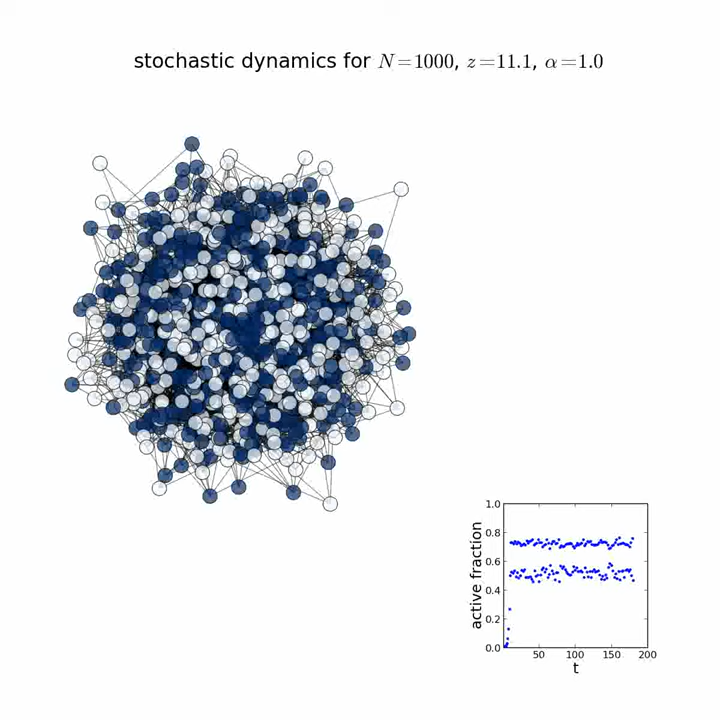 stochastic dynamics for N=1000, z=11.1, α=1.0
1.0
0.8
0.6
0.4
0.2
0.0
active fraction
50 100 150 200
t